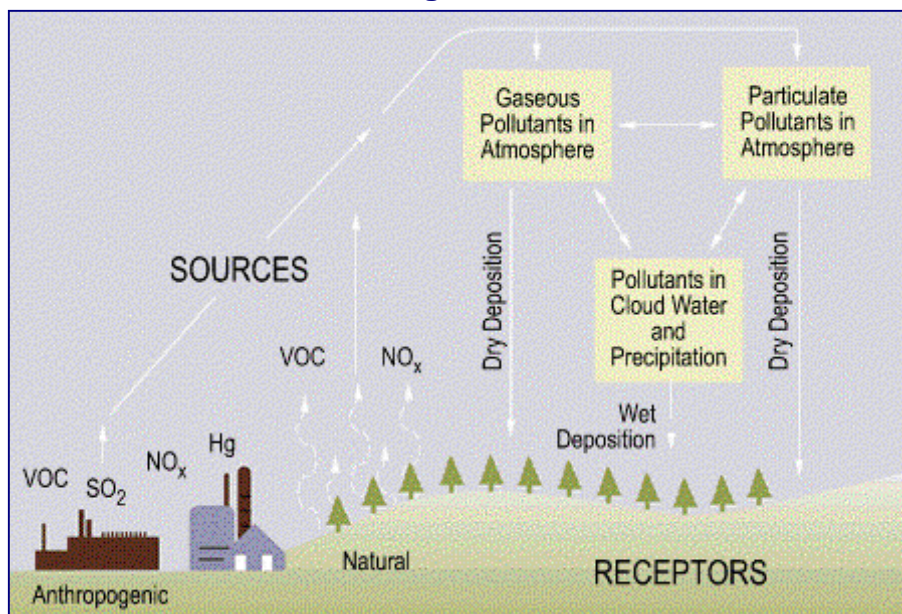 Gaseous
Pollutants in
Atmosphere
Particulate
Pollutants in
Atmosphere
SOURCES
Dry Deposition
Pollutants in
Cloud Water
and
Precipitation
Dry Deposition
VOC
NOx
Wet
Deposition
Hg
NOx
VOC
SO2
Natural
RECEPTORS
Anthropogenic